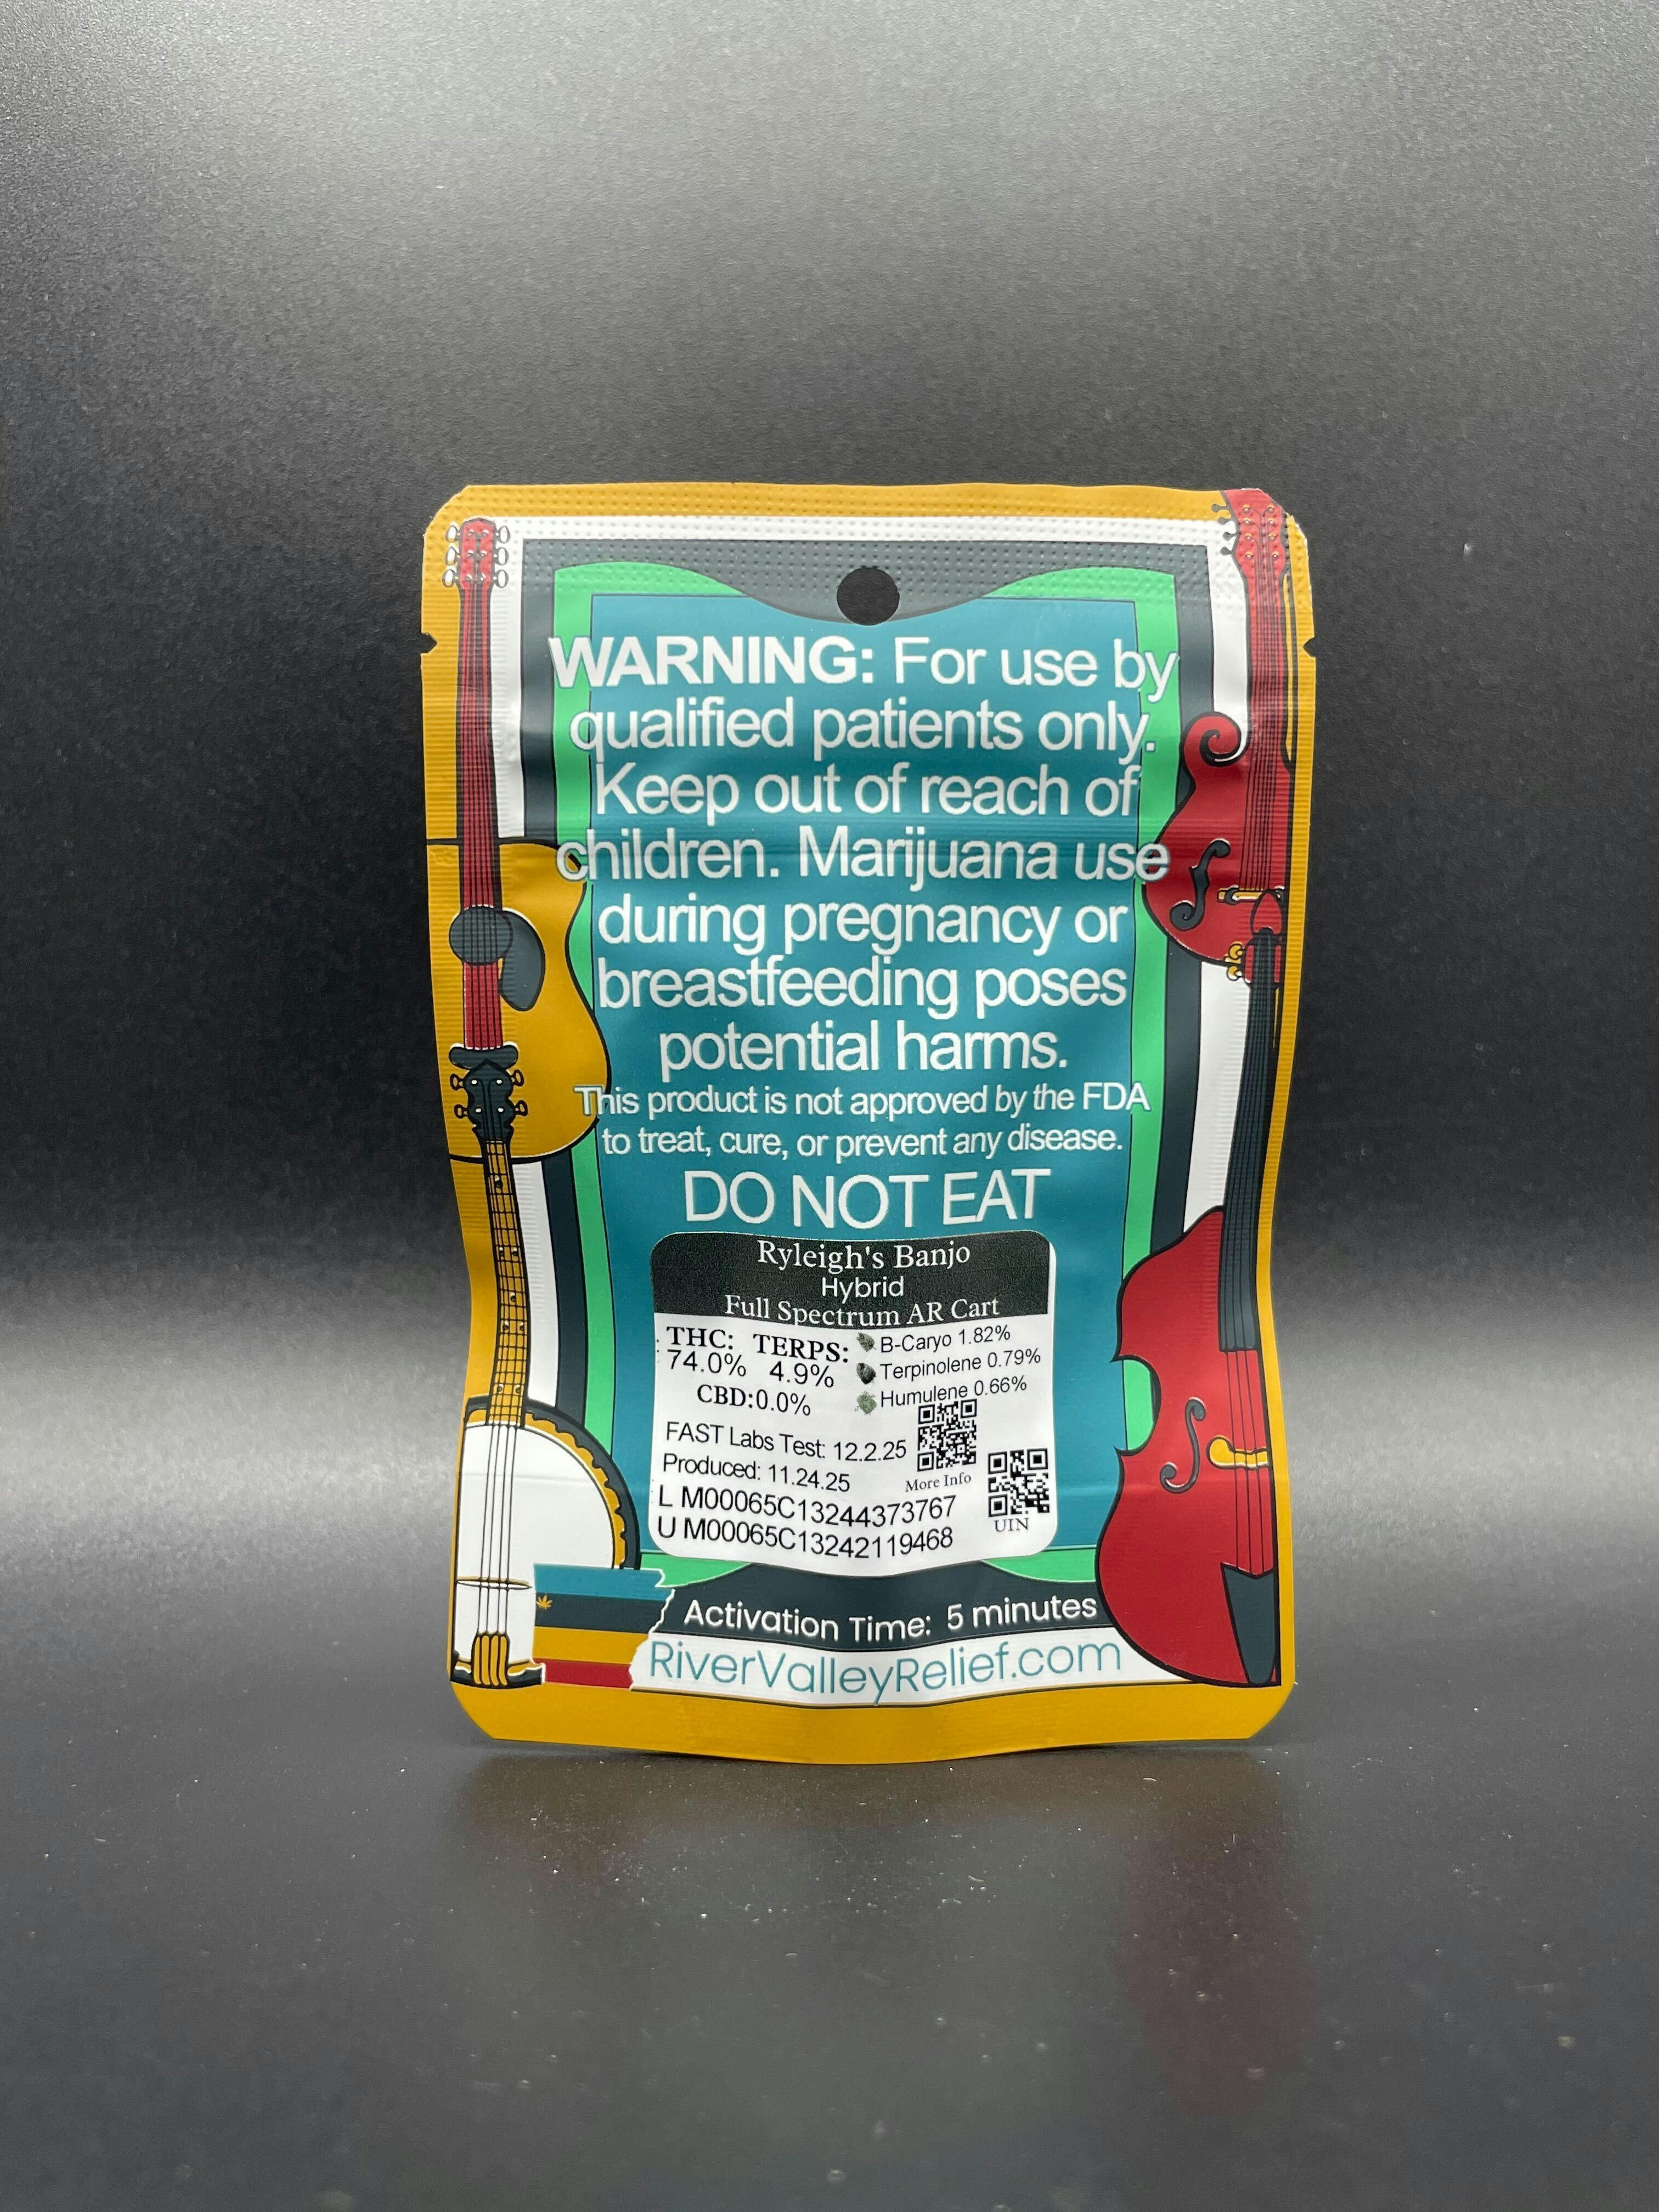 WARNING: For use by
qualified patients only.
Keep out of reach of
children. Marijuana use
during pregnancy or
breastfeeding poses
potential harms.
This product is not approved by the FDA
to treat, cure, or prevent any disease.
DO NOT EAT
Ryleigh's Banjo
Hybrid
Full Spectrum AR Cart
THC: TERPS:
74.0% 4.9%
CBD:0.0%
B-Caryo 1.82%
Terpinolene 0.79%
Humulene 0.66%
FAST Labs Test: 12.2.25
Produced: 11.24.25
More Info
L M00065C13244373767
U M00065C13242119468
UIN
Activation Time: 5 minutes
RiverValleyRelief.com